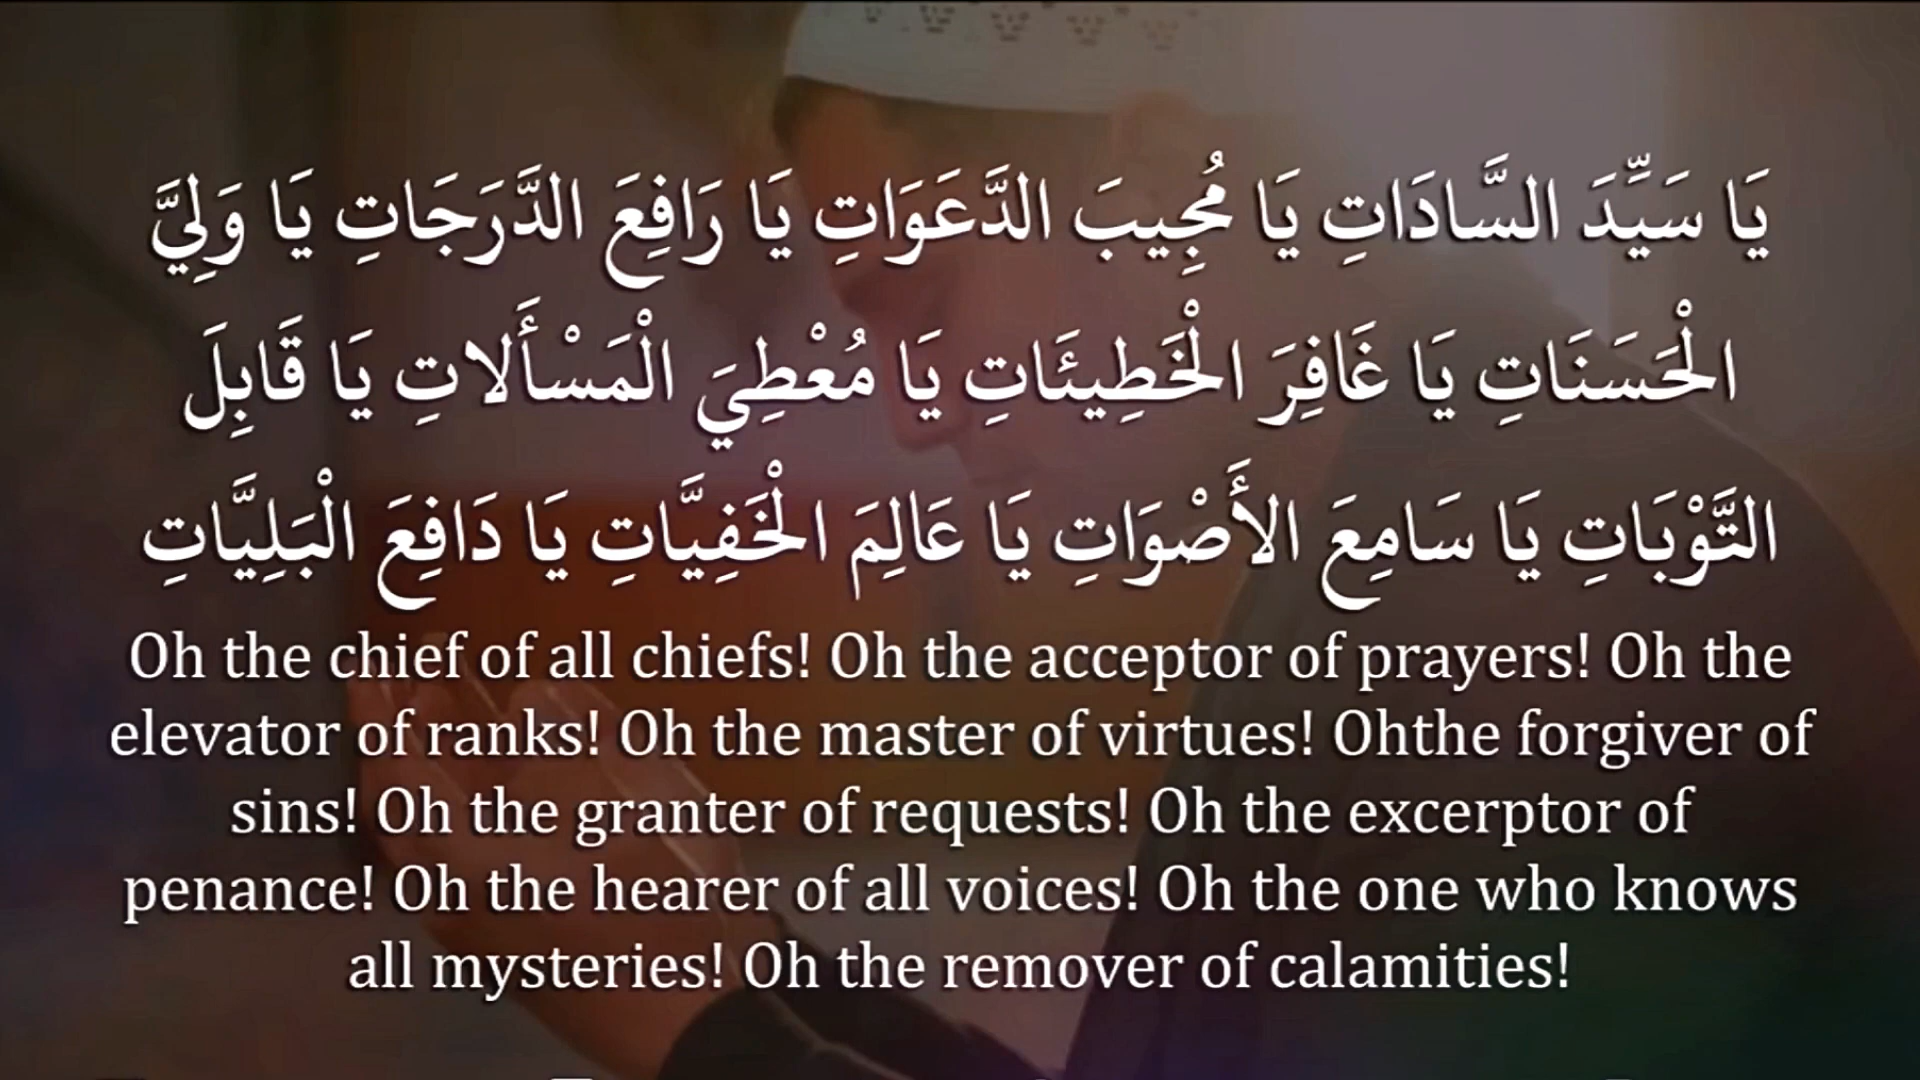 يَا سَيِّدَ السَّادَاتِ يَا مُجِيبَ الدَّعَوَاتِ يَا رَافِعَ الدَّرَجَاتِ يَا وَلِيَّ
الْحَسَنَاتِ يَا غَافِرَ الْخَطِيئَاتِ يَا مُعْطِيَ الْمَسْأَلاتِ يَا قَابِلَ
التَّوْبَاتِ يَا سَامِعَ الأَصْوَاتِ يَا عَالِمَ الْخَفِيَّاتِ يَا دَافِعَ الْبَلِيَّاتِ
Oh the chief of all chiefs! Oh the acceptor of prayers! Oh the
elevator of ranks! Oh the master of virtues! Ohthe forgiver of
sins! Oh the granter of requests! Oh the excerptor of
penance! Oh the hearer of all voices! Oh the one who knows
all mysteries! Oh the remover of calamities!